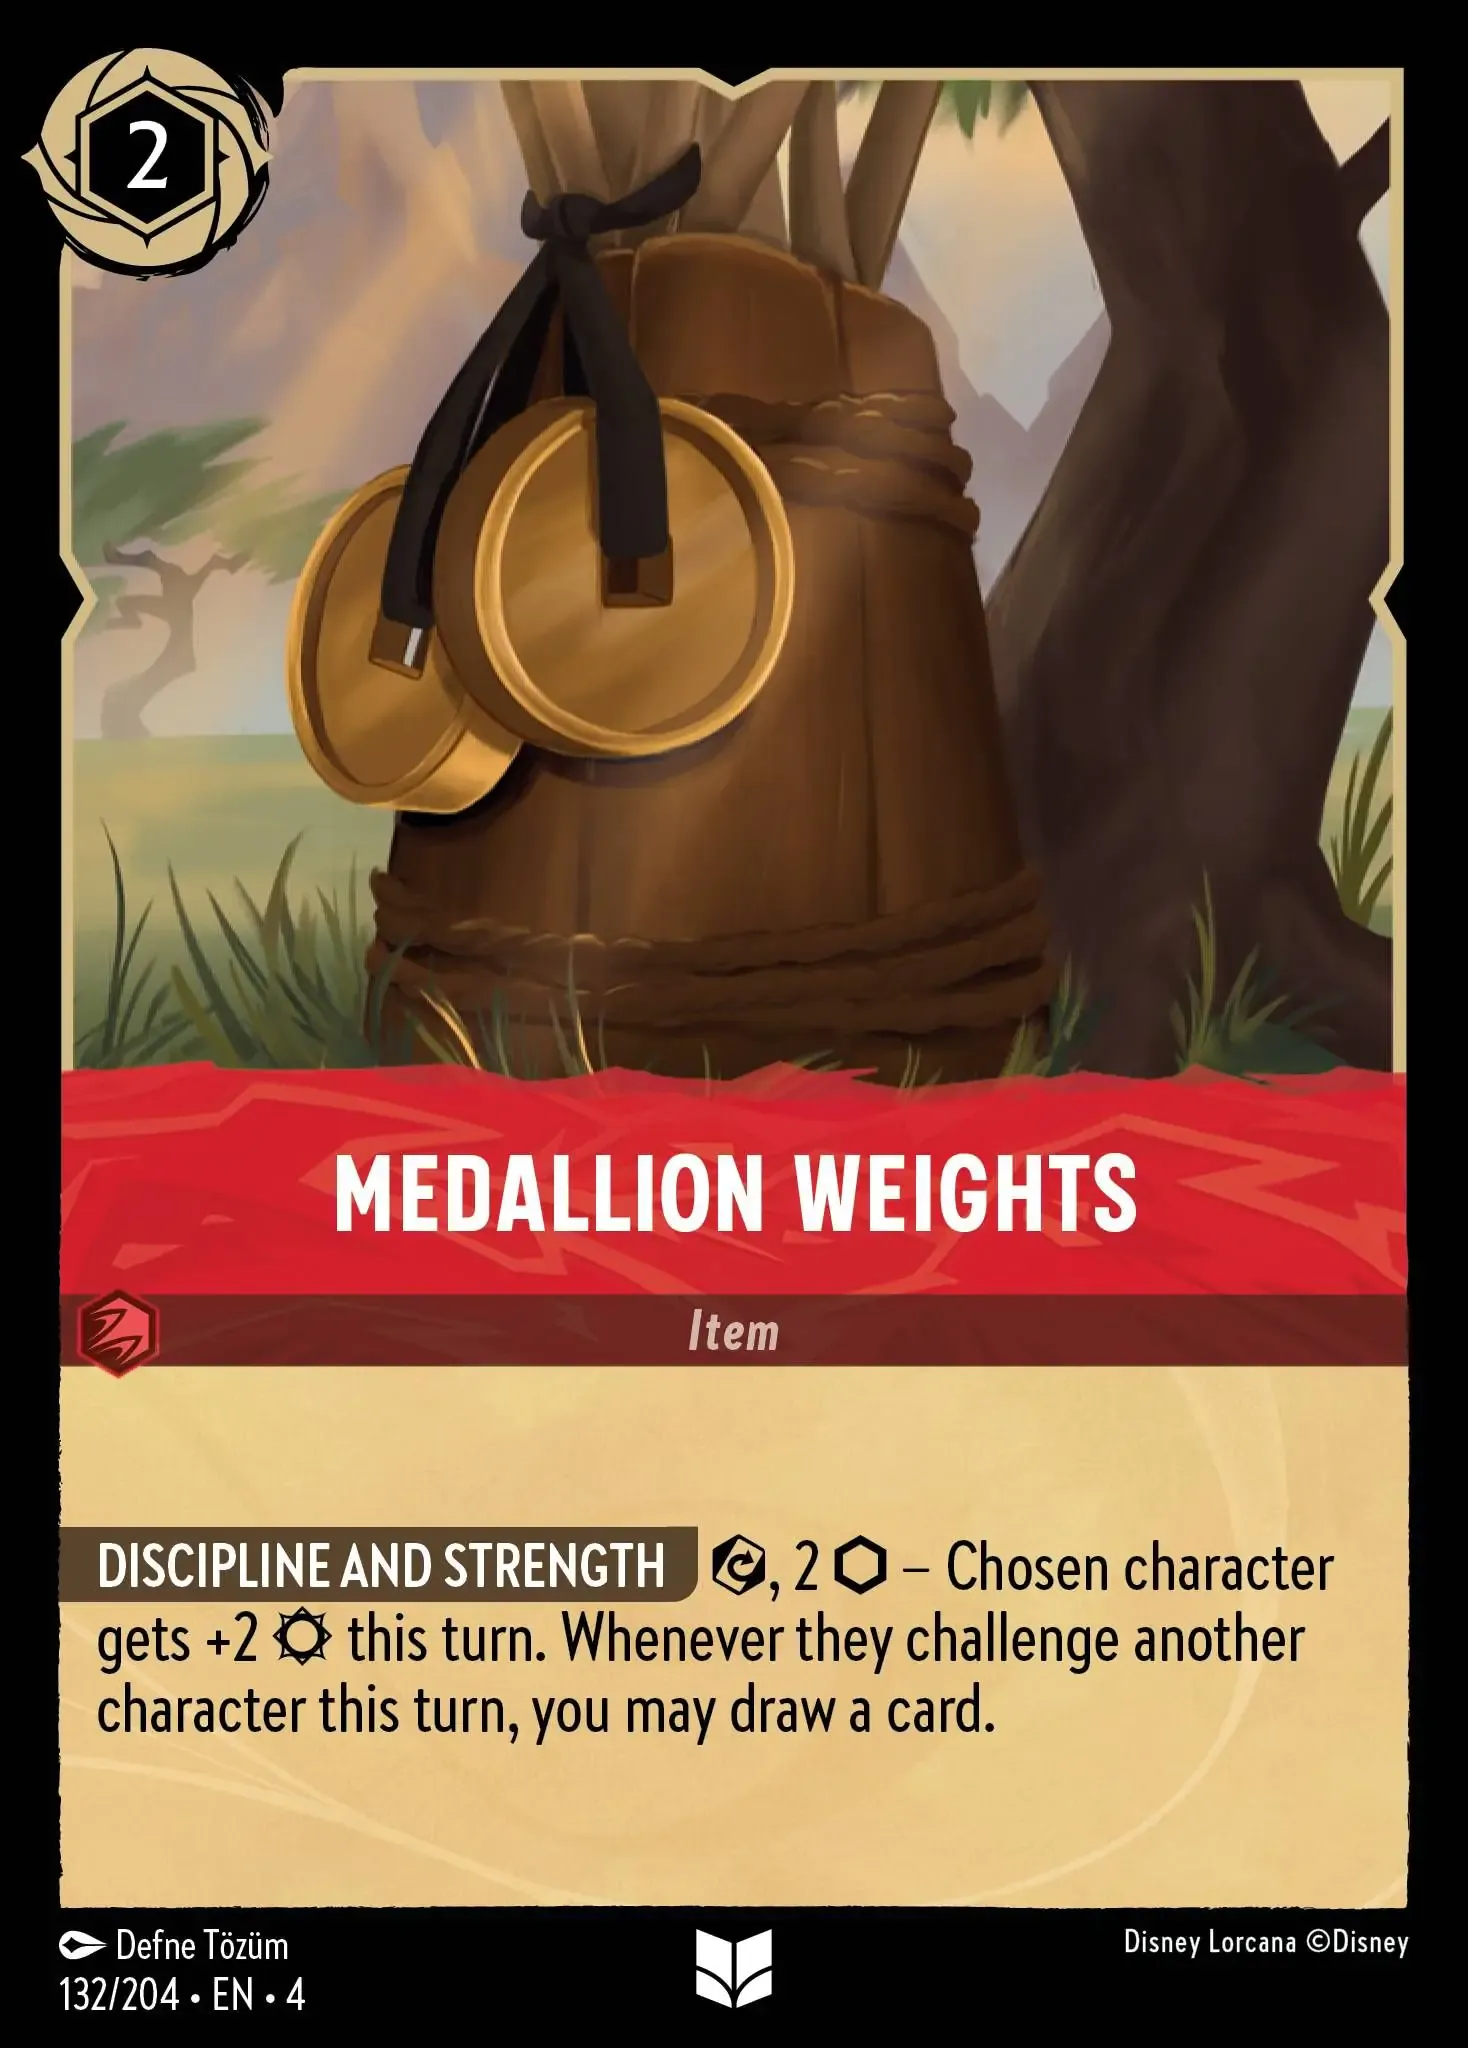 2
MEDALLION WEIGHTS
Item
DISCIPLINE AND STRENGTH ⟳, 2 ⬡ – Chosen character
gets +2 ¤ this turn. Whenever they challenge another
character this turn, you may draw a card.
Defne Tözüm
132/204 • EN • 4
Disney Lorcana ©Disney